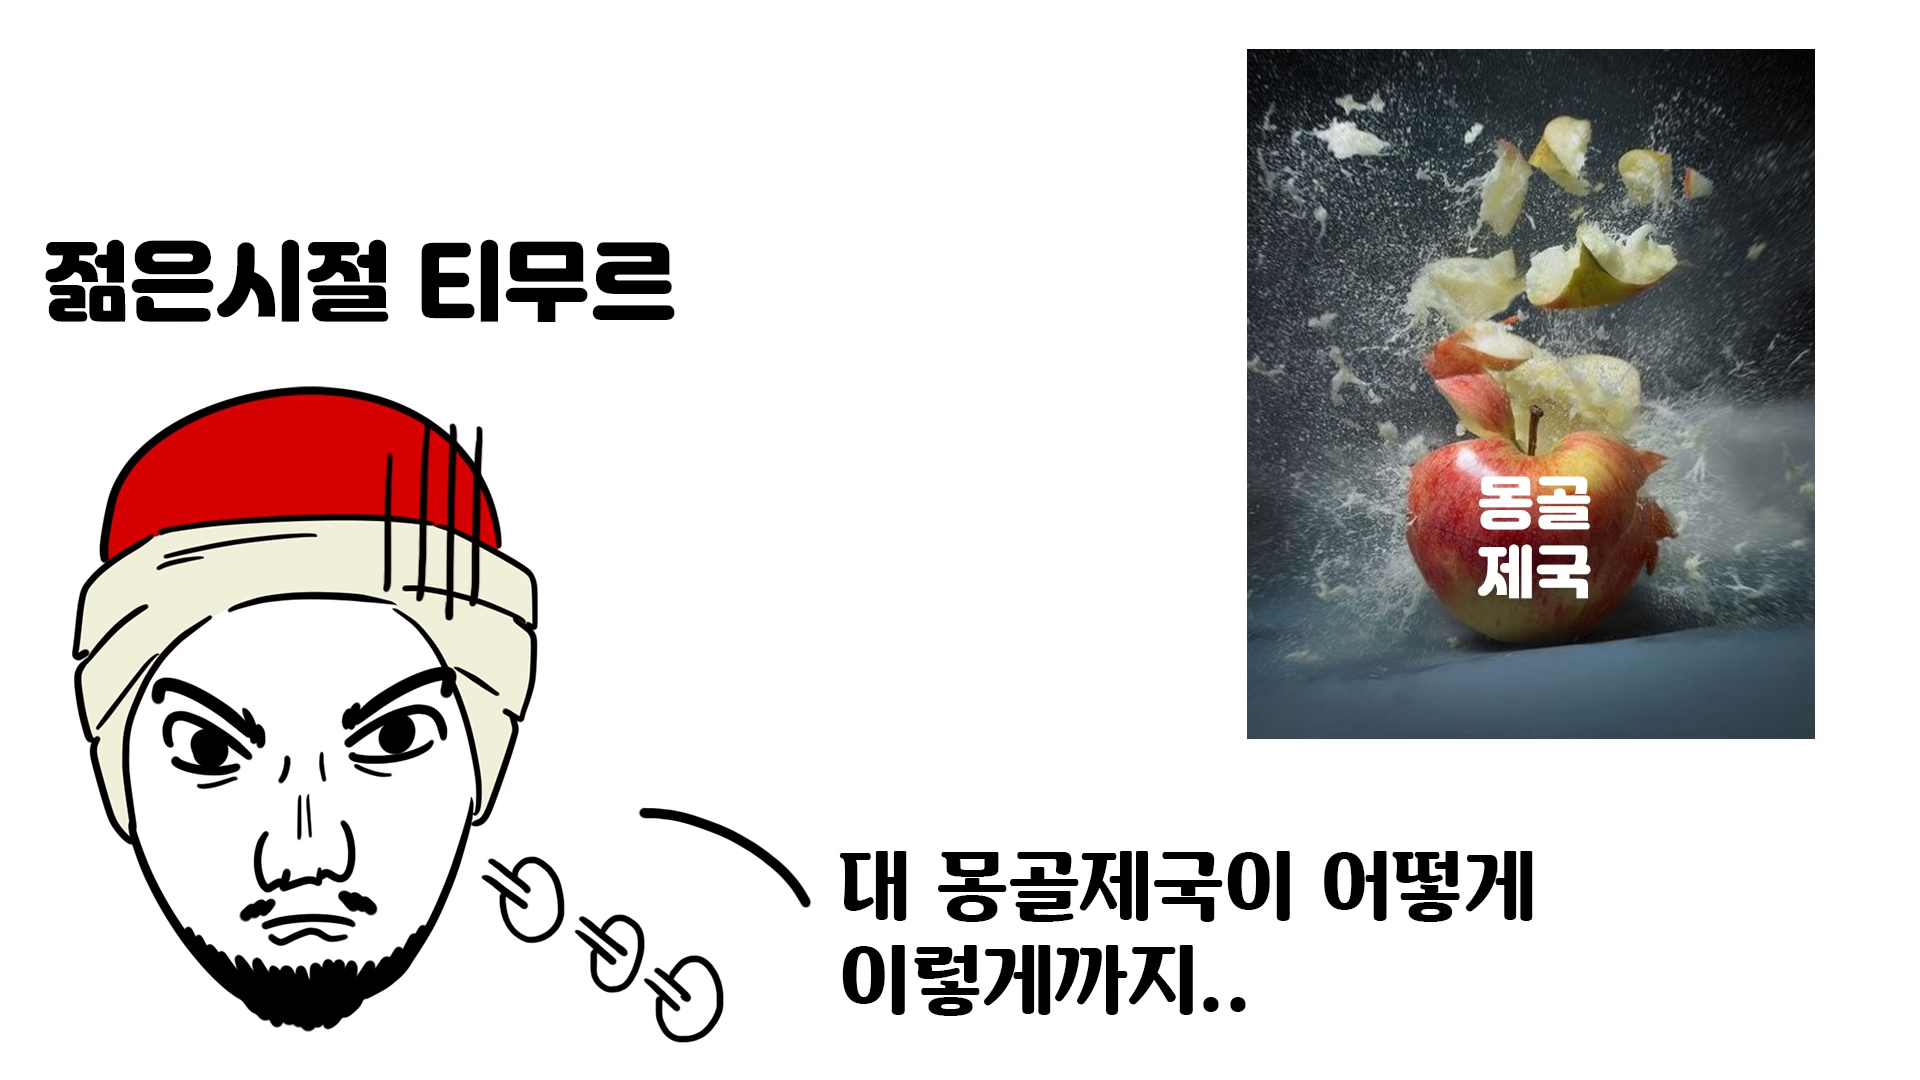 젊은시절 티무르
몽골
제국
대 몽골제국이 어떻게
이렇게까지..